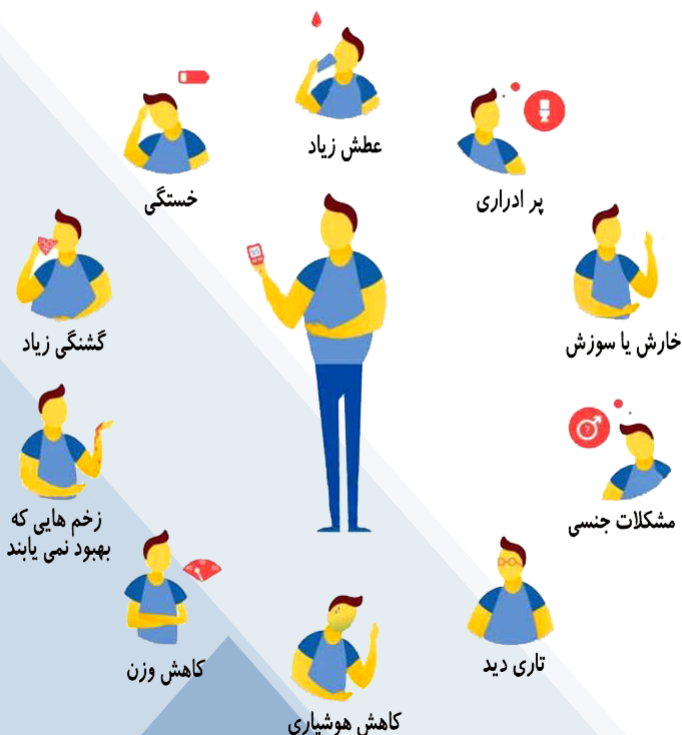 عطش زیاد
پر ادراری
خستگی
خارش یا سوزش
گشنگی زیاد
مشکلات جنسی
زخم هایی که
بهبود نمی یابند
تاری دید
کاهش وزن
کاهش هوشیاری